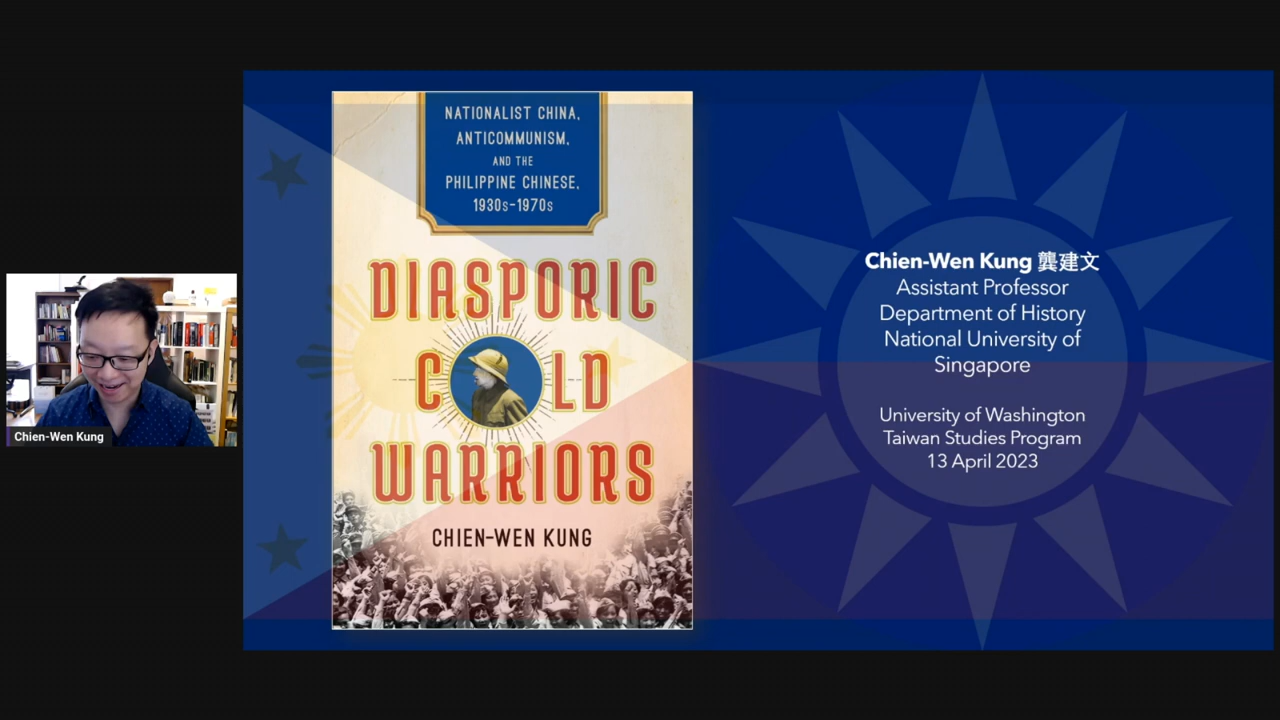 NATIONALIST CHINA,
ANTICOMMUNISM,
AND THE
PHILIPPINE CHINESE,
1930s–1970s
DIASPORIC
COLD
WARRIORS
CHIEN-WEN KUNG
Chien-Wen Kung 龔建文
Assistant Professor
Department of History
National University of
Singapore
University of Washington
Taiwan Studies Program
13 April 2023
Chien-Wen Kung